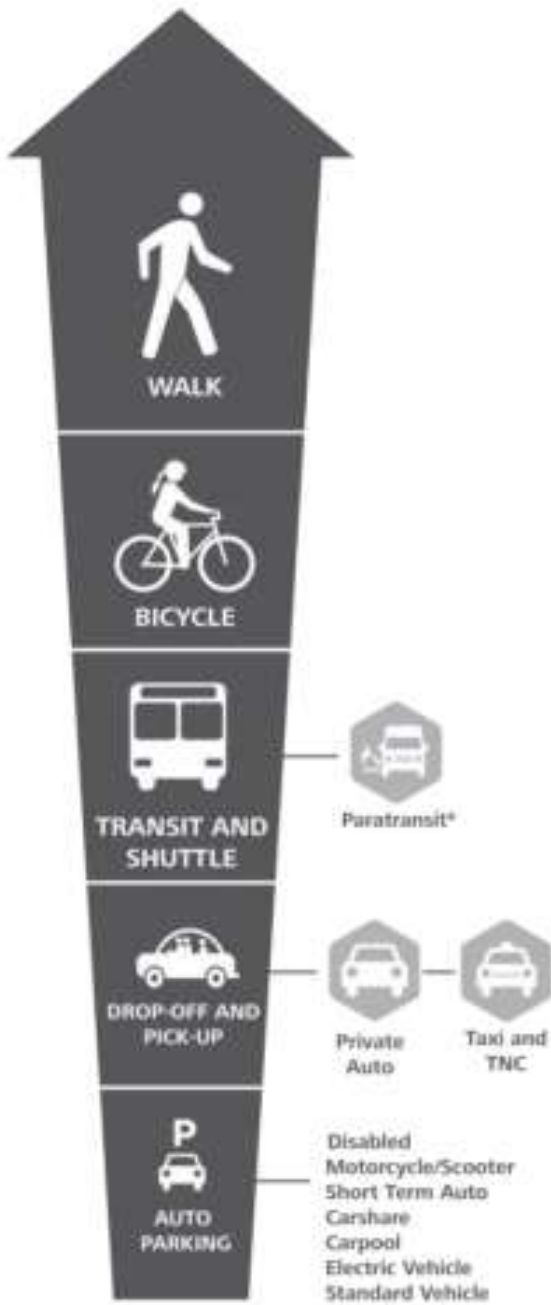 WALK
BICYCLE
TRANSIT AND
SHUTTLE
Paratransit*
DROP-OFF AND
PICK-UP
Private
Auto
Taxi and
TNC
P
AUTO
PARKING
Disabled
Motorcycle/Scooter
Short Term Auto
Carshare
Carpool
Electric Vehicle
Standard Vehicle